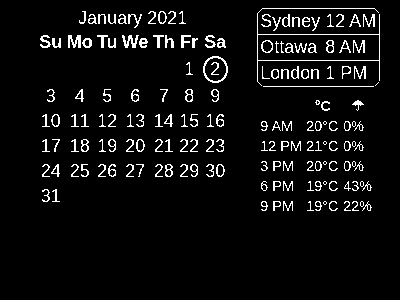 January 2021
Su Mo Tu We Th Fr Sa
1 2
3 4 5 6 7 8 9
10 11 12 13 14 15 16
17 18 19 20 21 22 23
24 25 26 27 28 29 30
31
Sydney 12 AM
Ottawa 8 AM
London 1 PM
°C ☂
9 AM 20°C 0%
12 PM 21°C 0%
3 PM 20°C 0%
6 PM 19°C 43%
9 PM 19°C 22%